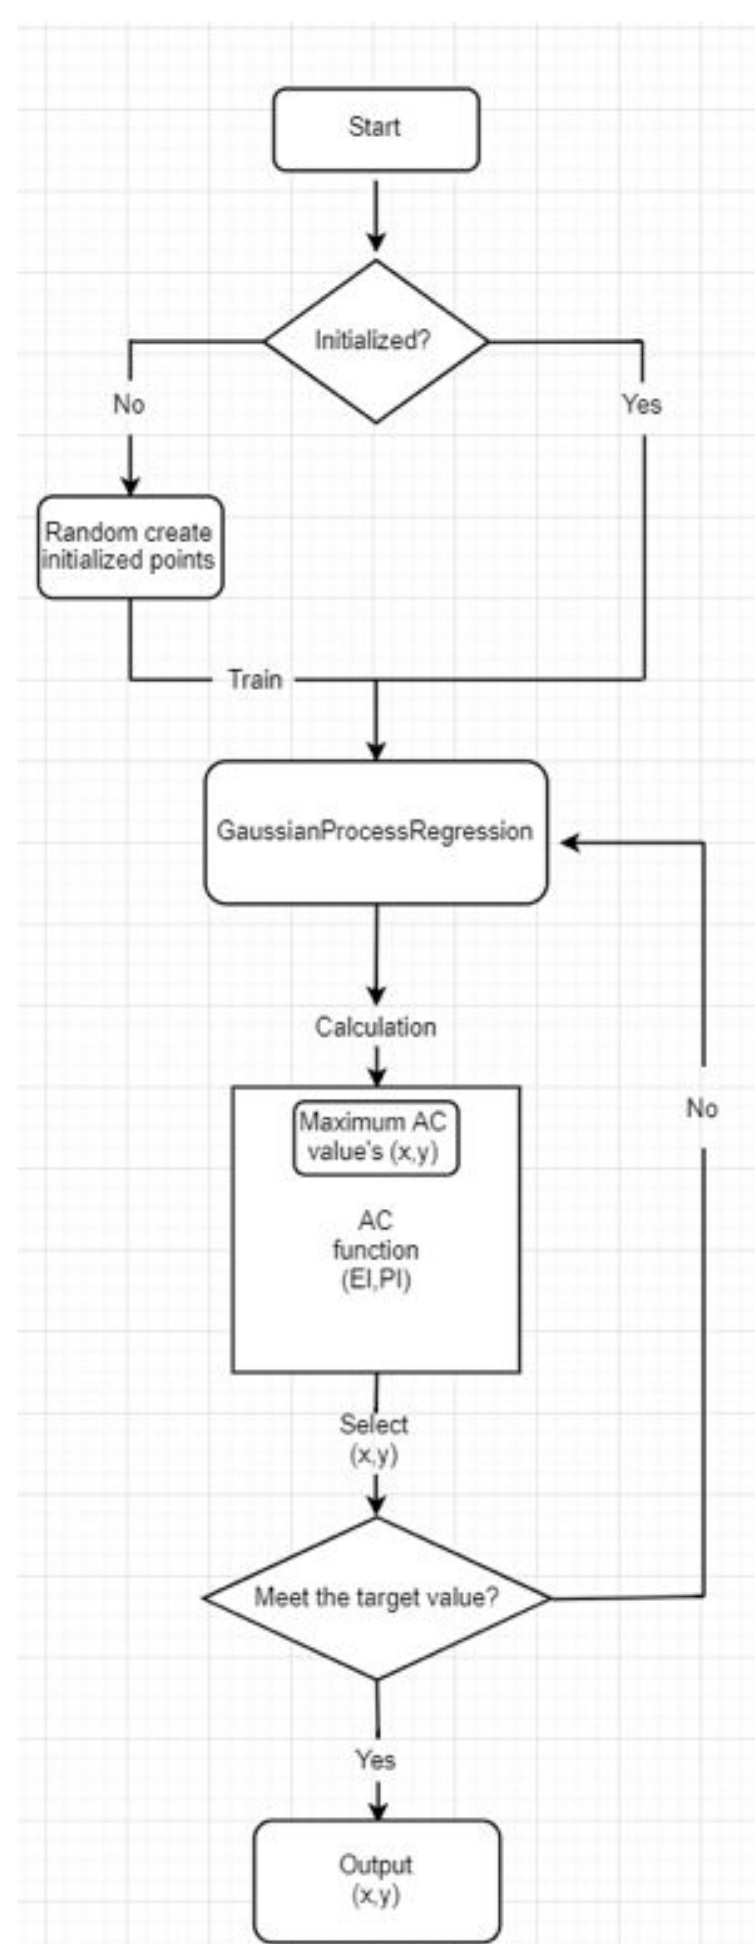 Start
Initialized?
No
Yes
Random create
initialized points
Train
GaussianProcessRegression
Calculation
No
Maximum AC
value's (x,y)
AC
function
(EI,PI)
Select
(x,y)
Meet the target value?
Yes
Output
(x,y)